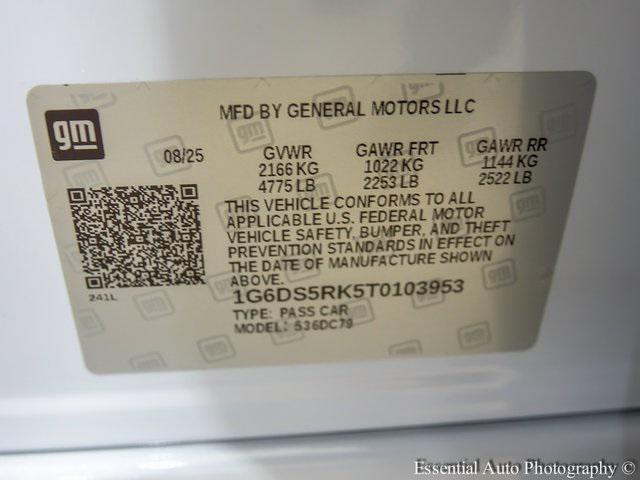 gm
MFD BY GENERAL MOTORS LLC
08/25 GVWR GAWR FRT GAWR RR
2166 KG 1022 KG 1144 KG
4775 LB 2253 LB 2522 LB
THIS VEHICLE CONFORMS TO ALL
APPLICABLE U.S. FEDERAL MOTOR
VEHICLE SAFETY, BUMPER, AND THEFT
PREVENTION STANDARDS IN EFFECT ON
THE DATE OF MANUFACTURE SHOWN
ABOVE.
241L
1G6DS5RK5T0103953
TYPE: PASS CAR
MODEL: 536DC79
Essential Auto Photography ©